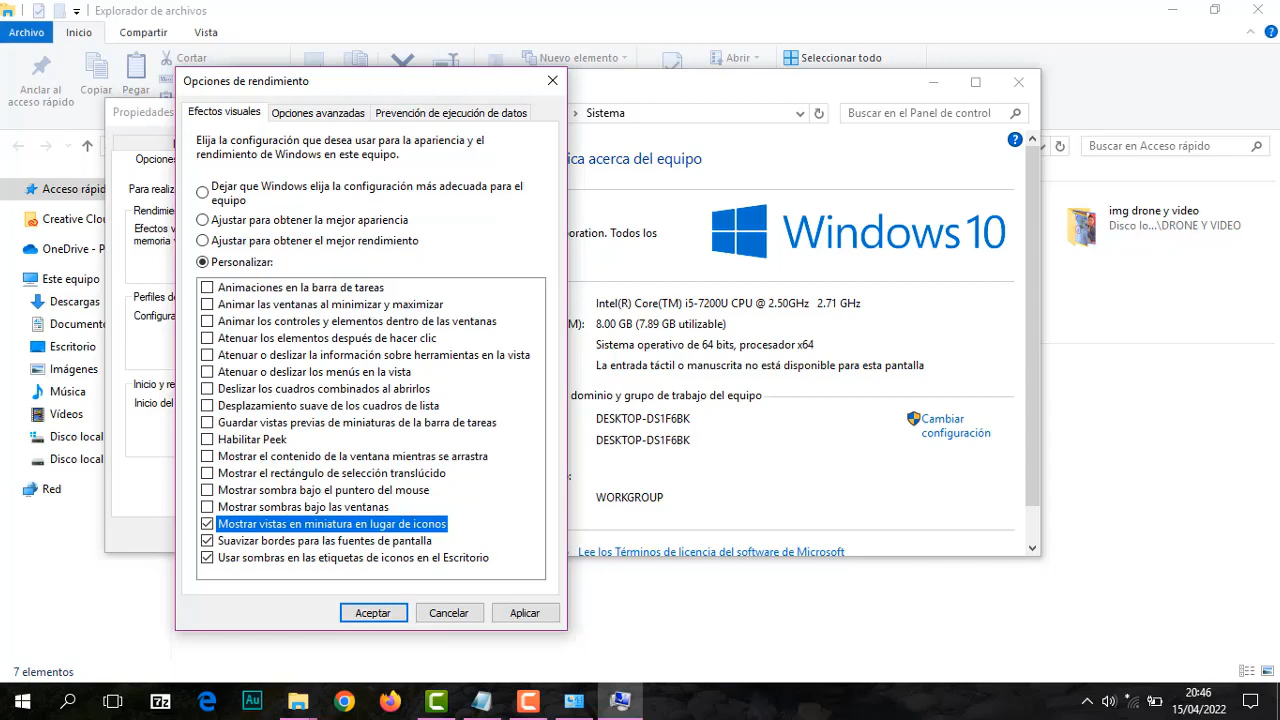 Explorador de archivos
Archivo
Inicio
Compartir
Vista
Anclar al
acceso rápido
Copiar
Pegar
Cortar
Nuevo elemento
Abrir
Seleccionar todo
Acceso rápid
Creative Clou
OneDrive - P
Este equipo
Descargas
Documento
Escritorio
Imágenes
Música
Vídeos
Disco local
Disco local
Red
7 elementos
Propiedades
Opciones
Para realiz
Rendimie
Efectos v
memoria v
Perfiles d
Configura
Inicio y r
Inicio del
Opciones de rendimiento
Efectos visuales
Opciones avanzadas
Prevención de ejecución de datos
Elija la configuración que desea usar para la apariencia y el
rendimiento de Windows en este equipo.
Dejar que Windows elija la configuración más adecuada para el
equipo
Ajustar para obtener la mejor apariencia
Ajustar para obtener el mejor rendimiento
Personalizar:
Animaciones en la barra de tareas
Animar las ventanas al minimizar y maximizar
Animar los controles y elementos dentro de las ventanas
Atenuar los elementos después de hacer clic
Atenuar o deslizar la información sobre herramientas en la vista
Atenuar o deslizar los menús en la vista
Deslizar los cuadros combinados al abrirlos
Desplazamiento suave de los cuadros de lista
Guardar vistas previas de miniaturas de la barra de tareas
Habilitar Peek
Mostrar el contenido de la ventana mientras se arrastra
Mostrar el rectángulo de selección translúcido
Mostrar sombra bajo el puntero del mouse
Mostrar sombras bajo las ventanas
Mostrar vistas en miniatura en lugar de iconos
Suavizar bordes para las fuentes de pantalla
Usar sombras en las etiquetas de iconos en el Escritorio
Aceptar
Cancelar
Aplicar
Sistema
Buscar en el Panel de control
ica acerca del equipo
oration. Todos los
Windows 10
Intel(R) Core(TM) i5-7200U CPU @ 2.50GHz 2.71 GHz
M): 8.00 GB (7.89 GB utilizable)
Sistema operativo de 64 bits, procesador x64
La entrada táctil o manuscrita no está disponible para esta pantalla
dominio y grupo de trabajo del equipo
DESKTOP-DS1F6BK
Cambiar
configuración
DESKTOP-DS1F6BK
WORKGROUP
Lee los Términos de licencia del software de Microsoft
Buscar en Acceso rápido
img drone y video
Disco lo...\DRONE Y VIDEO
7z
Au
20:46
15/04/2022